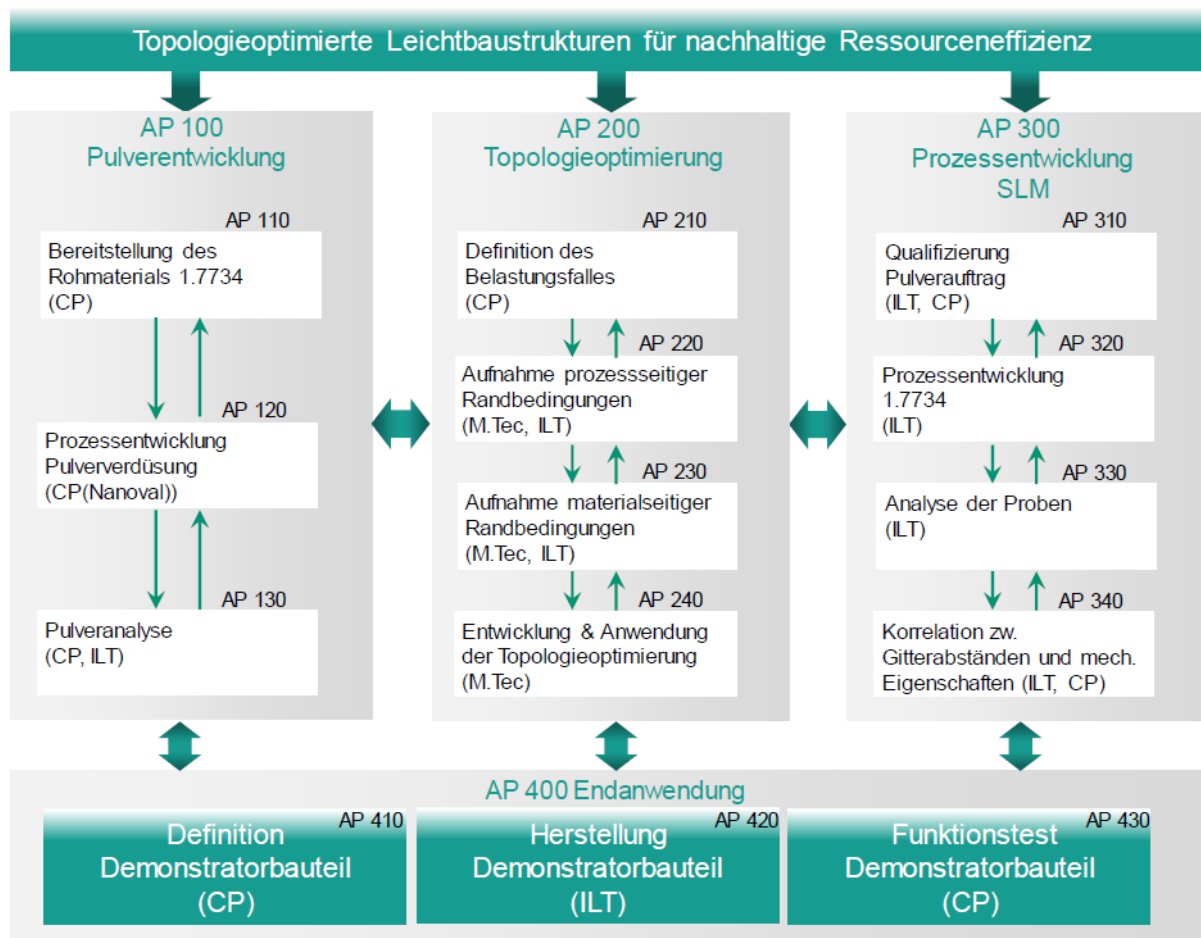 Topologieoptimierte Leichtbaustrukturen für nachhaltige Ressourceneffizienz
AP 100
Pulverentwicklung
AP 110
Bereitstellung des
Rohmaterials 1.7734
(CP)
AP 120
Prozessentwicklung
Pulververdüsung
(CP(Nanoval))
AP 130
Pulveranalyse
(CP, ILT)
AP 200
Topologieoptimierung
AP 210
Definition des
Belastungsfalles
(CP)
AP 220
Aufnahme prozessseitiger
Randbedingungen
(M.Tec, ILT)
AP 230
Aufnahme materialseitiger
Randbedingungen
(M.Tec, ILT)
AP 240
Entwicklung & Anwendung
der Topologieoptimierung
(M.Tec)
AP 300
Prozessentwicklung
SLM
AP 310
Qualifizierung
Pulverauftrag
(ILT, CP)
AP 320
Prozessentwicklung
1.7734
(ILT)
AP 330
Analyse der Proben
(ILT)
AP 340
Korrelation zw.
Gitterabständen und mech.
Eigenschaften (ILT, CP)
AP 400 Endanwendung
AP 410
Definition
Demonstratorbauteil
(CP)
AP 420
Herstellung
Demonstratorbauteil
(ILT)
AP 430
Funktionstest
Demonstratorbauteil
(CP)